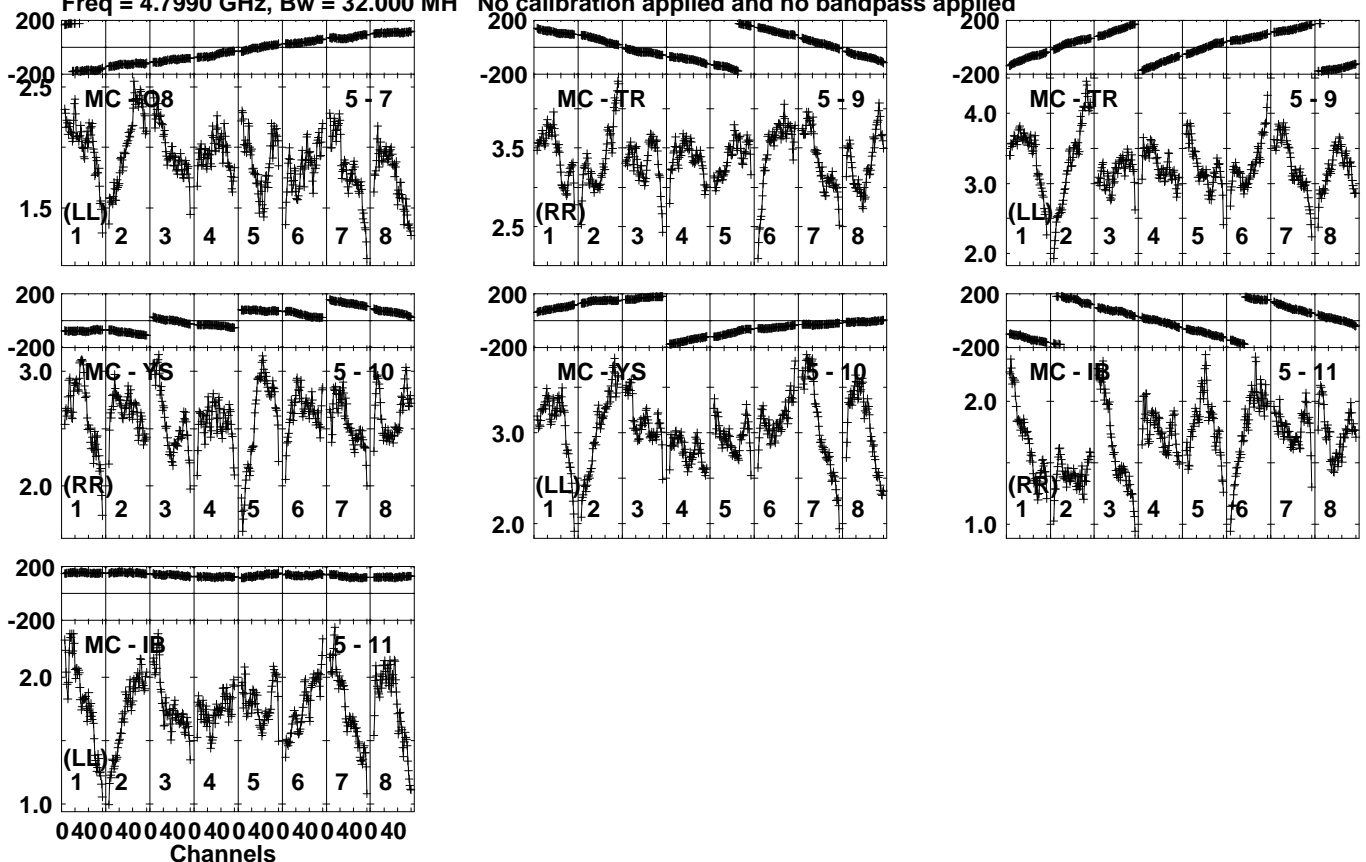 Freq = 4.7990 GHz, Bw = 32.000 MH No calibration applied and no bandpass applied
200 200 200
-200 -200 -200
2.5 MC - O8 5 - 7 MC - TR 5 - 9 MC - TR 5 - 9
4.0
3.5
3.0
1.5 (LL) (RR) (LL)
2.5
1 2 3 4 5 6 7 8 1 2 3 4 5 6 7 8 1 2 3 4 5 6 7 8
2.0
200 200 200
-200 -200 -200
3.0 MC - YS 5 - 10 MC - YS 5 - 10 MC - IB 5 - 11
2.0
3.0
2.0 (RR) (LL) (RR)
1 2 3 4 5 6 7 8 1 2 3 4 5 6 7 8 1 2 3 4 5 6 7 8
2.0 1.0
200
-200
MC - IB 5 - 11
2.0
(LL)
1 2 3 4 5 6 7 8
1.0
0 40 0 40 0 40 0 40 0 40 0 40 0 40 0 40
Channels